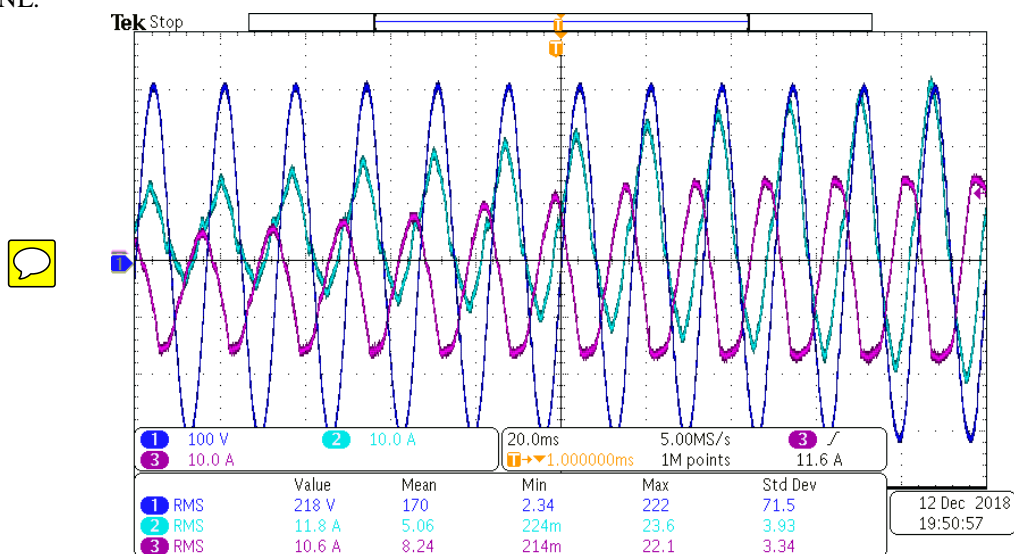 NE.
Tek Stop
T
T
1
1 100 V 2 10.0 A
3 10.0 A
20.0ms 5.00MS/s 3 ∫
T→▼1.000000ms 1M points 11.6 A
Value Mean Min Max Std Dev
1 RMS 218 V 170 2.34 222 71.5
2 RMS 11.8 A 5.06 224m 23.6 3.93
3 RMS 10.6 A 8.24 214m 22.1 3.34
12 Dec 2018
19:50:57